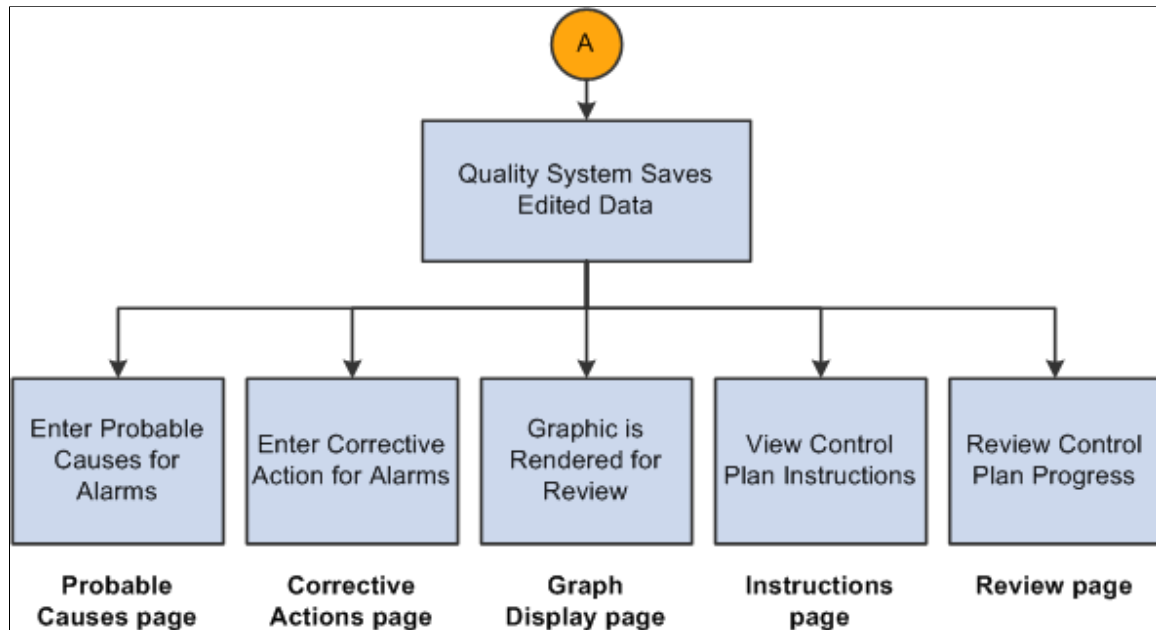 A
Quality System Saves
Edited Data
Enter Probable
Causes for
Alarms
Enter Corrective
Action for Alarms
Graphic is
Rendered for
Review
View Control
Plan Instructions
Review Control
Plan Progress
Probable
Causes page
Corrective
Actions page
Graph
Display page
Instructions
page
Review page